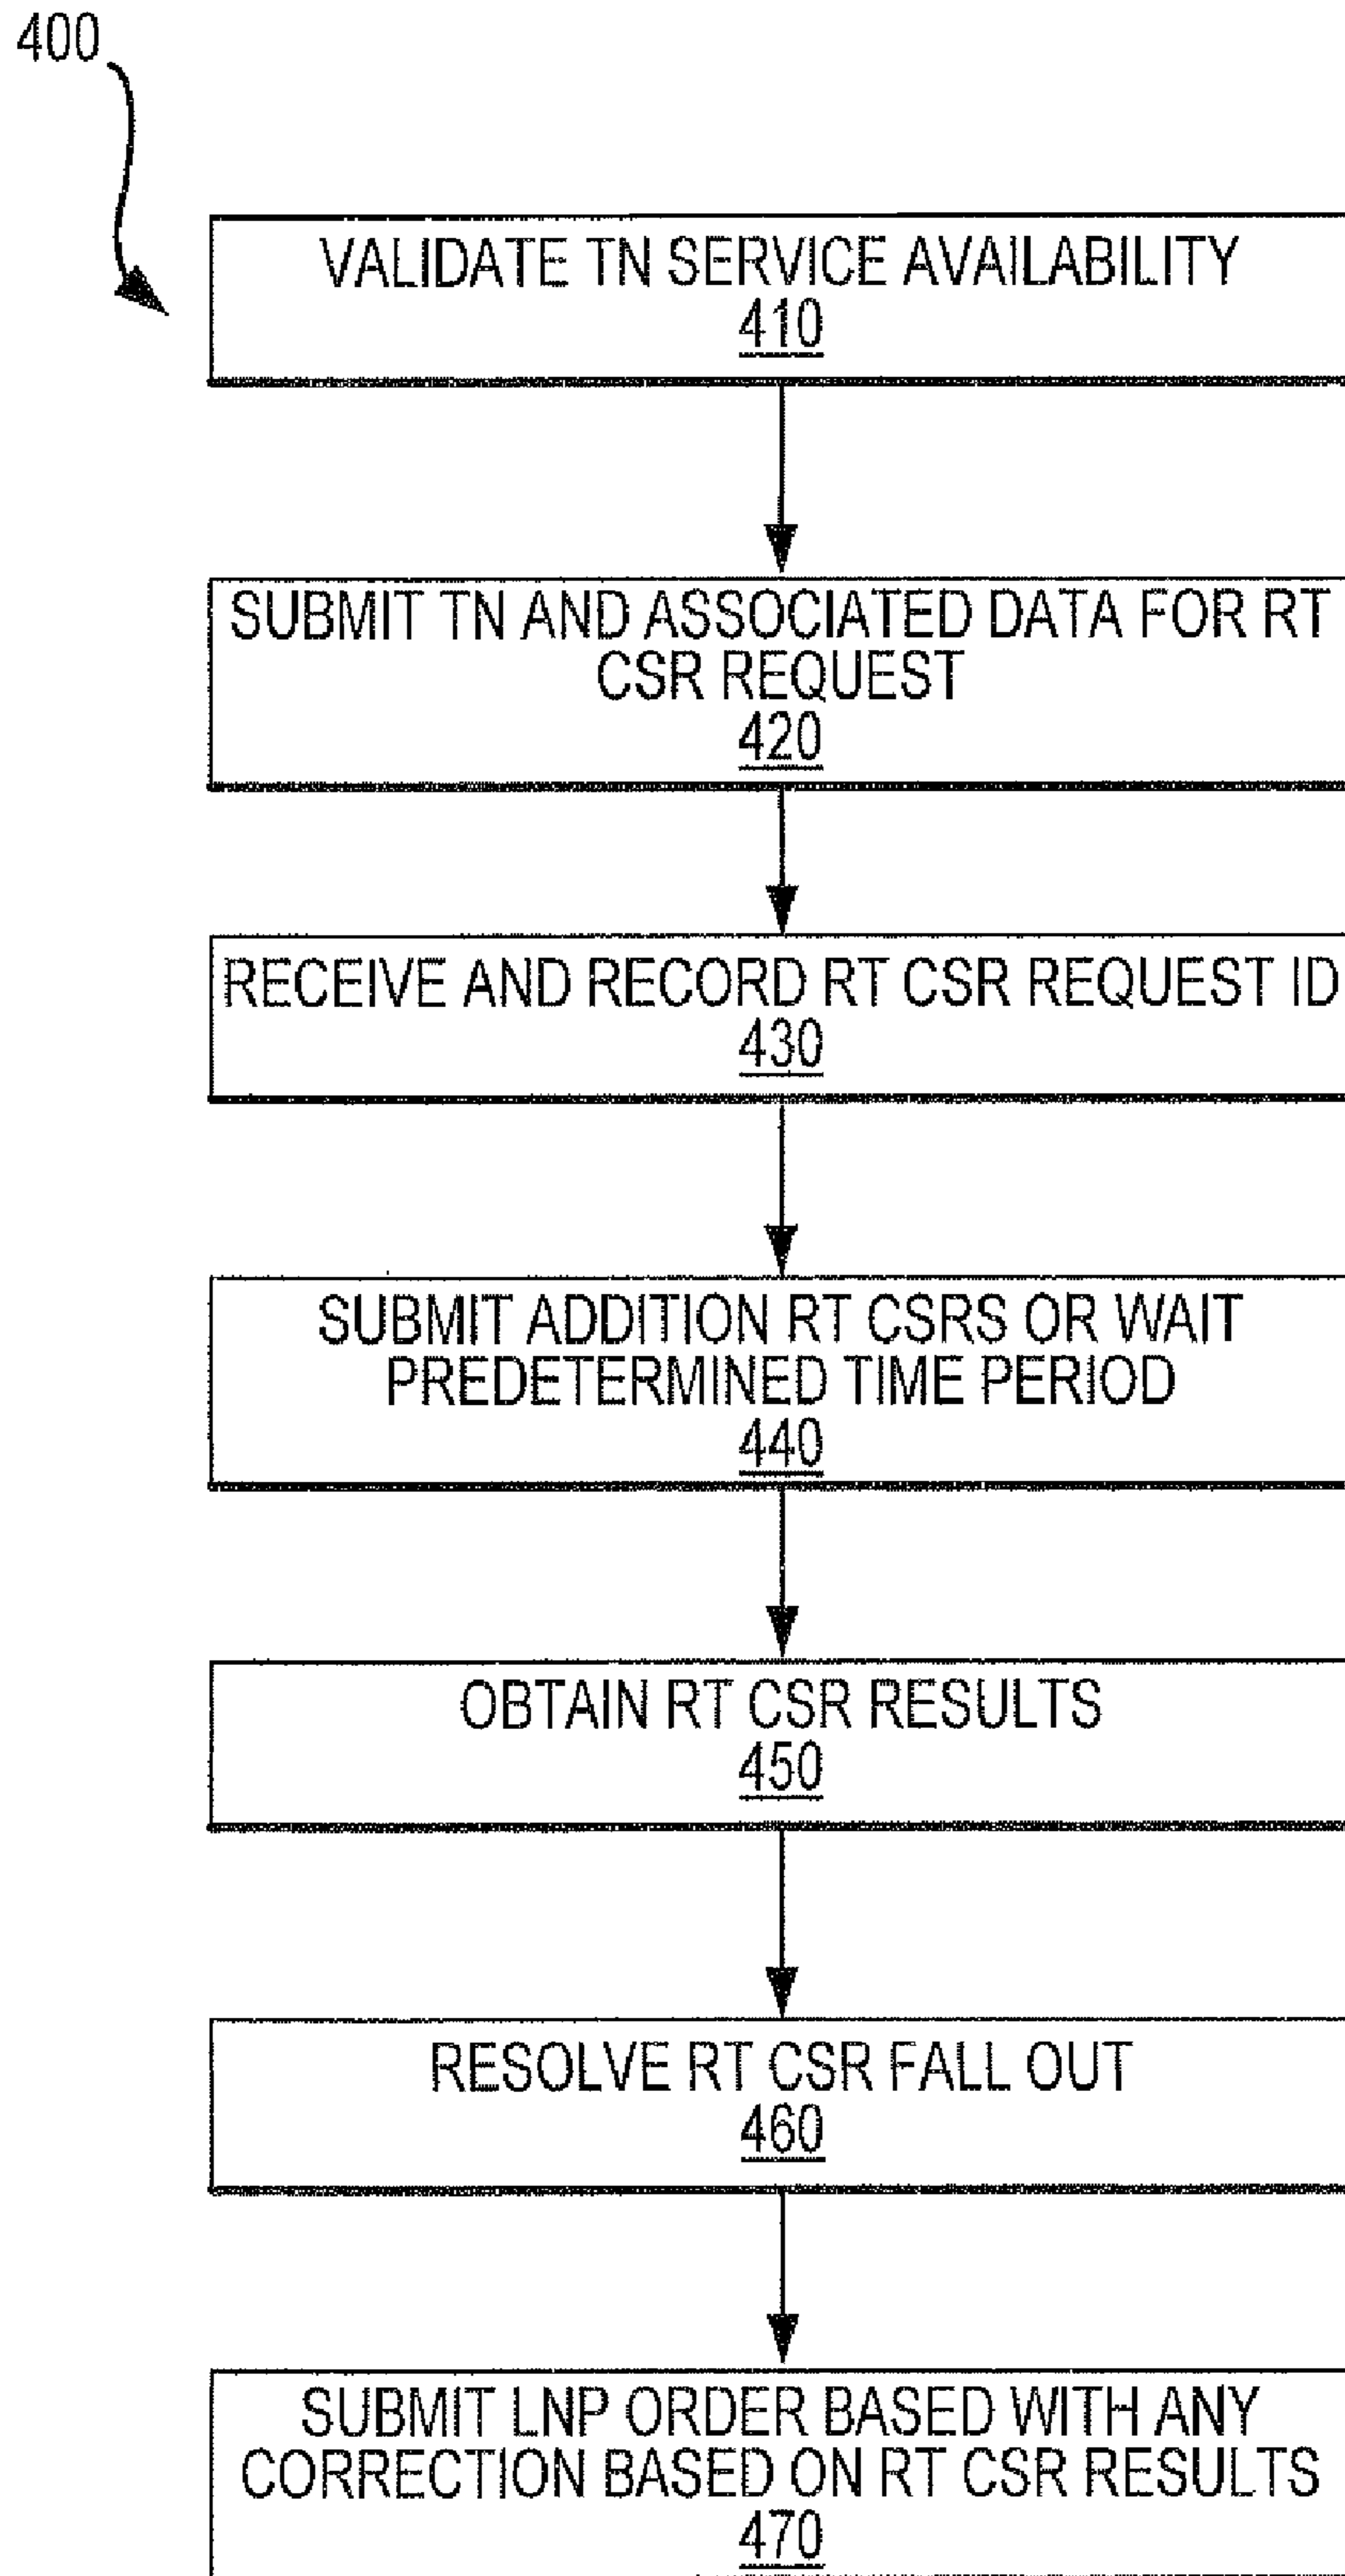 400
VALIDATE TN SERVICE AVAILABILITY
410
SUBMIT TN AND ASSOCIATED DATA FOR RT
CSR REQUEST
420
RECEIVE AND RECORD RT CSR REQUEST ID
430
SUBMIT ADDITION RT CSRS OR WAIT
PREDETERMINED TIME PERIOD
440
OBTAIN RT CSR RESULTS
450
RESOLVE RT CSR FALL OUT
460
SUBMIT LNP ORDER BASED WITH ANY
CORRECTION BASED ON RT CSR RESULTS
470